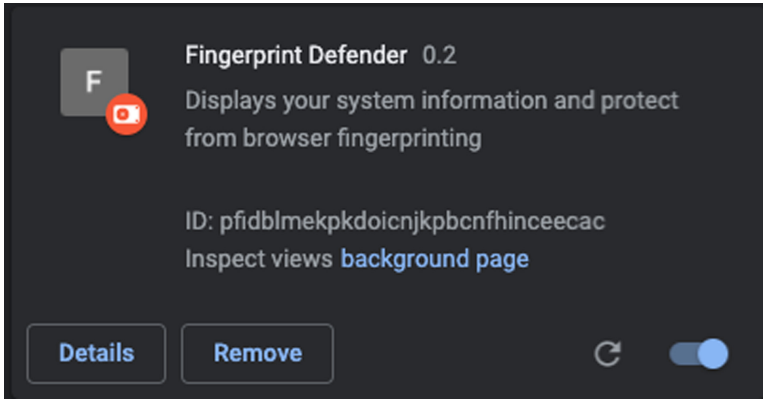 F
Fingerprint Defender 0.2
Displays your system information and protect
from browser fingerprinting
ID: pfidblmekpkdoicnjkpbcnfhinceecac
Inspect views background page
Details Remove